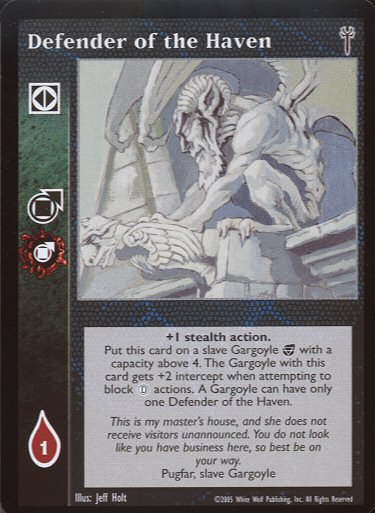 Defender of the Haven
+1 stealth action.
Put this card on a slave Gargoyle with a
capacity above 4. The Gargoyle with this
card gets +2 intercept when attempting to
block Ⓓ actions. A Gargoyle can have only
one Defender of the Haven.
This is my master's house, and she does not
receive visitors unannounced. You do not look
like you have business here, so best be on
your way.
Pugfar, slave Gargoyle
1
Illus: Jeff Holt
©2005 White Wolf Publishing, Inc. All Rights Reserved